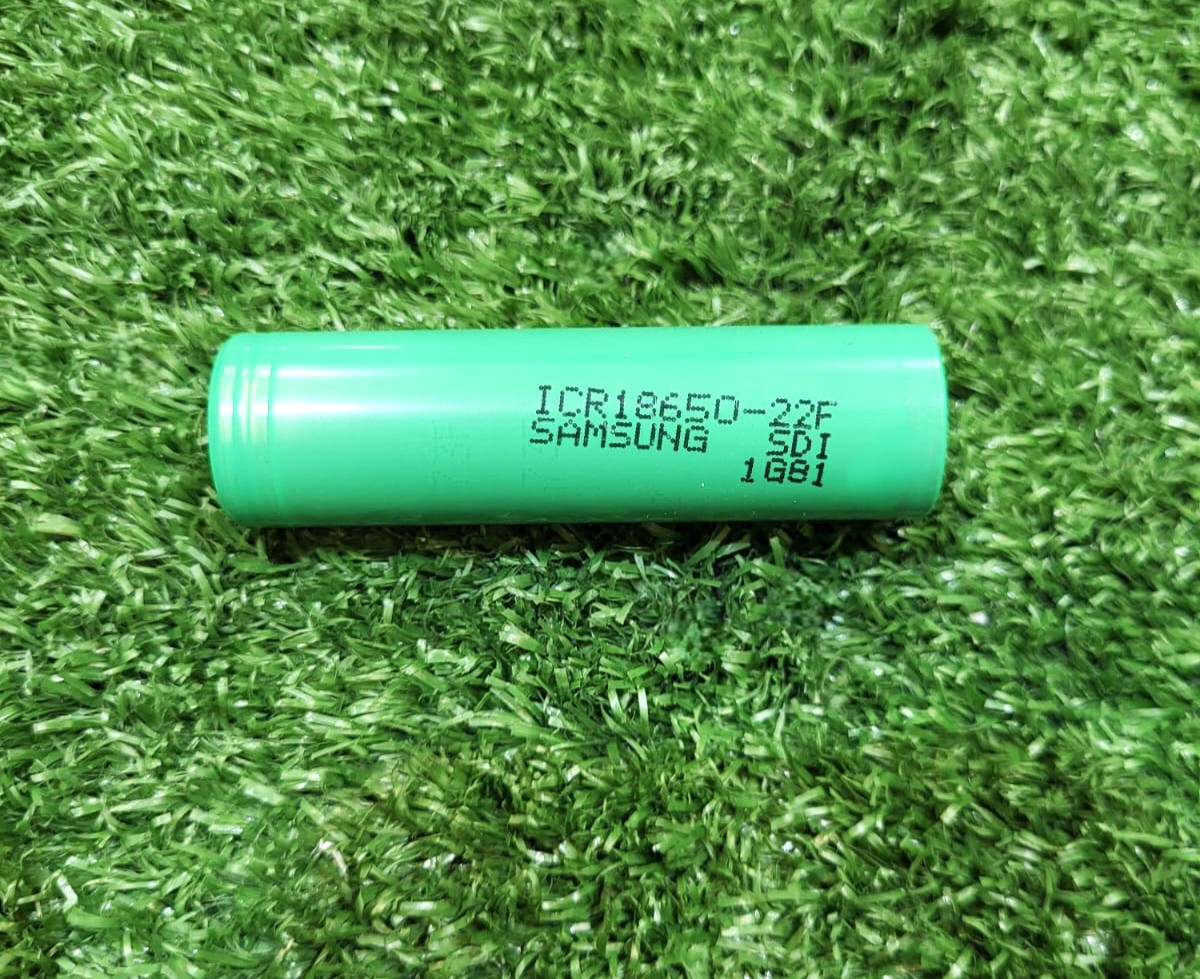 ICR18650-22F
SAMSUNG SDI
1G81